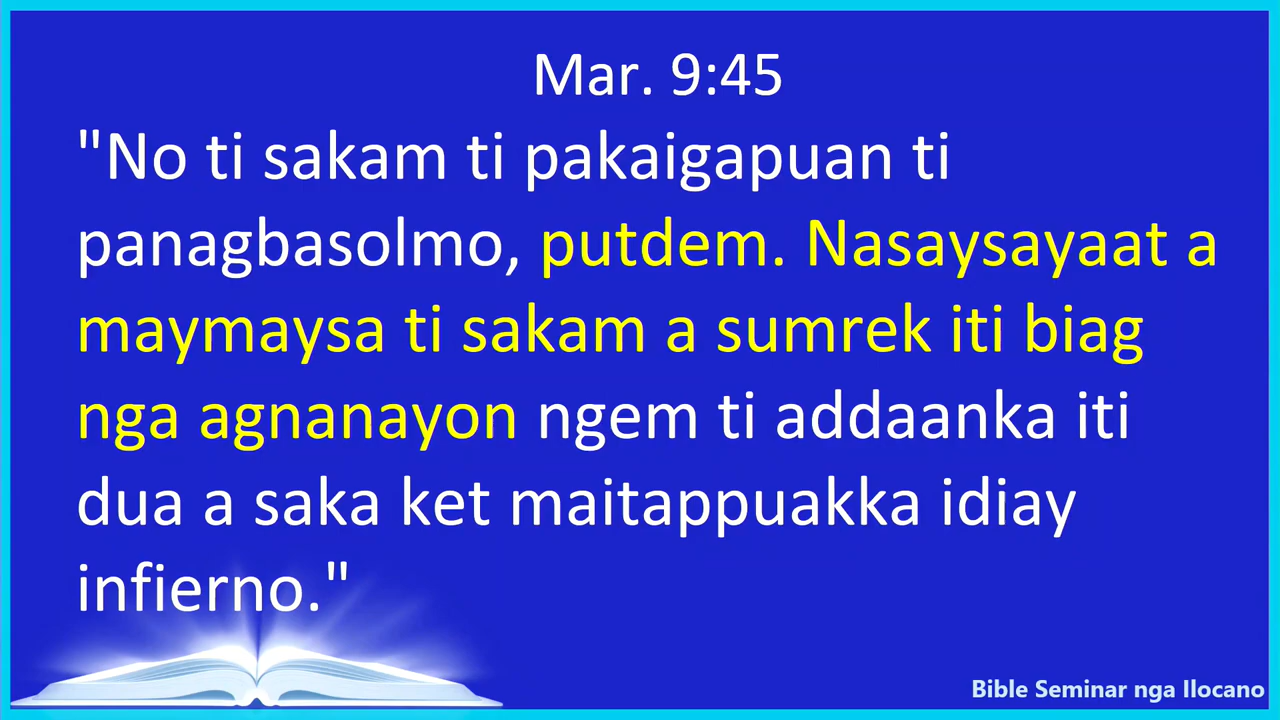 Mar. 9:45
"No ti sakam ti pakaigapuan ti
panagbasolmo, putdem. Nasaysayaat a
maymaysa ti sakam a sumrek iti biag
nga agnanayon ngem ti addaanka iti
dua a saka ket maitappuakka idiay
infierno."
Bible Seminar nga Ilocano